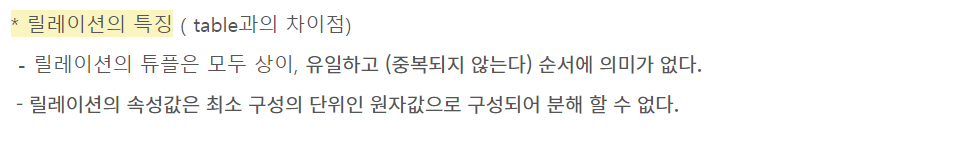 * 릴레이션의 특징 ( table과의 차이점)
- 릴레이션의 튜플은 모두 상이, 유일하고 (중복되지 않는다) 순서에 의미가 없다.
- 릴레이션의 속성값은 최소 구성의 단위인 원자값으로 구성되어 분해 할 수 없다.